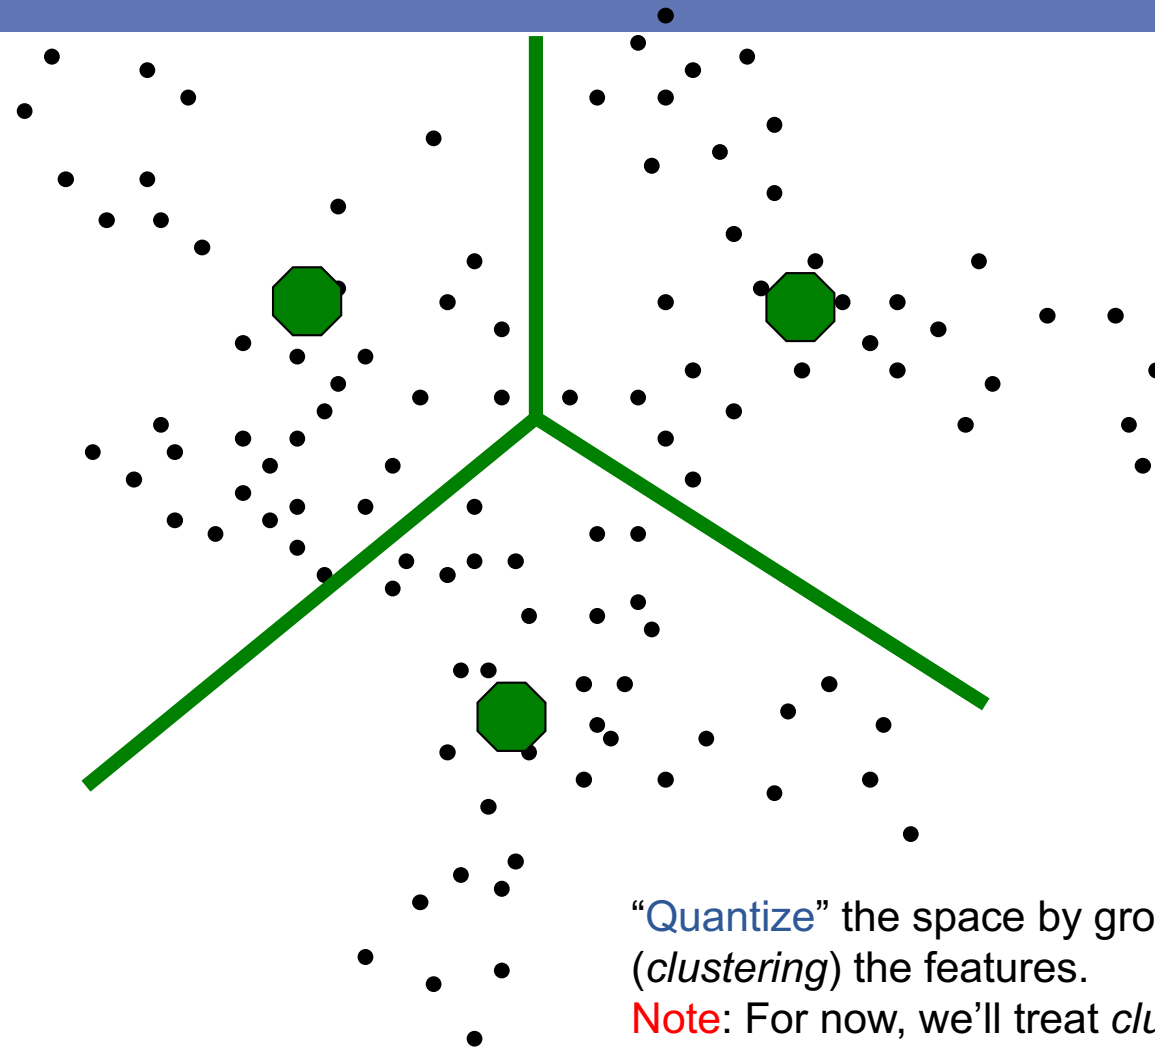 “Quantize” the space by gro
(clustering) the features.
Note: For now, we’ll treat clu